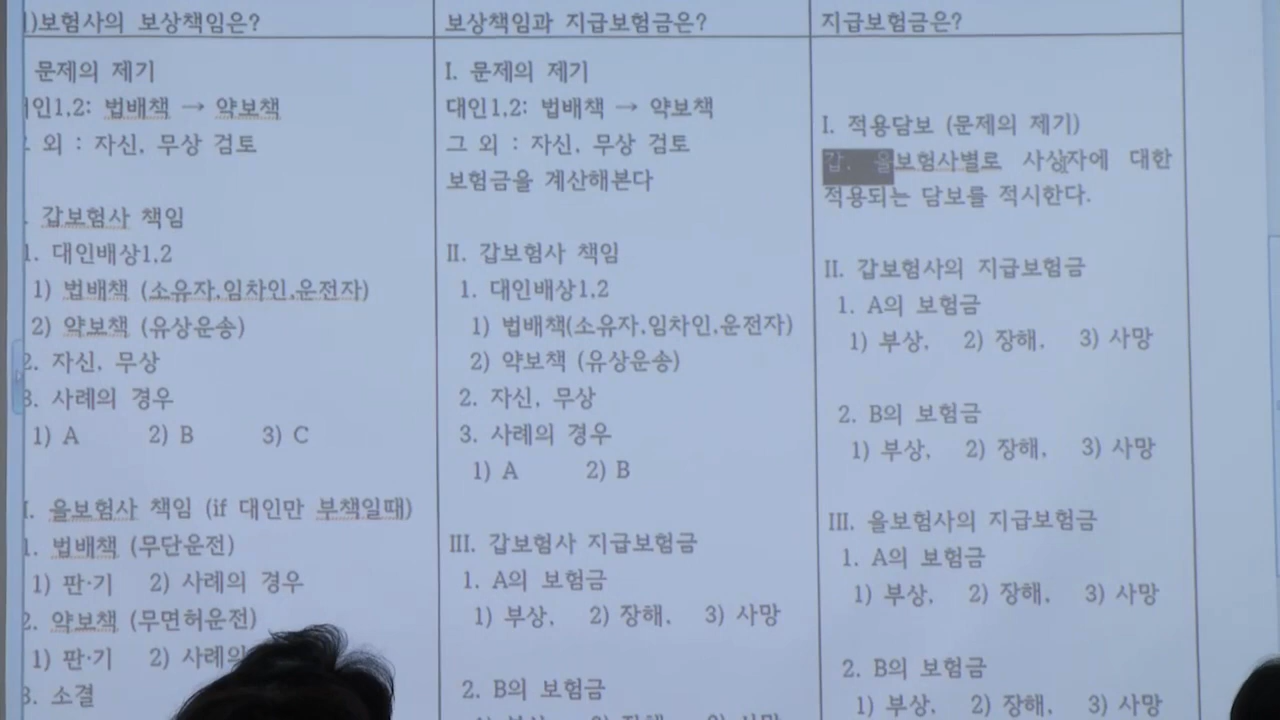 )보험사의 보상책임은?
문제의 제기
인1,2: 법배책 → 약보책
외 : 자신, 무상 검토
갑보험사 책임
1. 대인배상1,2
1) 법배책 (소유자,임차인,운전자)
2) 약보책 (유상운송)
2. 자신, 무상
3. 사례의 경우
1) A 2) B 3) C
I. 을보험사 책임 (if 대인만 부책일때)
1. 법배책 (무단운전)
1) 판·기 2) 사례의 경우
2. 약보책 (무면허운전)
1) 판·기 2) 사례의
3. 소결
보상책임과 지급보험금은?
I. 문제의 제기
대인1,2: 법배책 → 약보책
그 외 : 자신, 무상 검토
보험금을 계산해본다
II. 갑보험사 책임
1. 대인배상1,2
1) 법배책(소유자,임차인,운전자)
2) 약보책 (유상운송)
2. 자신, 무상
3. 사례의 경우
1) A 2) B
III. 갑보험사 지급보험금
1. A의 보험금
1) 부상, 2) 장해, 3) 사망
2. B의 보험금
1) 부상, 2) 장해, 3) 사망
지급보험금은?
I. 적용담보 (문제의 제기)
갑, 을보험사별로 사상자에 대한
적용되는 담보를 적시한다.
II. 갑보험사의 지급보험금
1. A의 보험금
1) 부상, 2) 장해, 3) 사망
2. B의 보험금
1) 부상, 2) 장해, 3) 사망
III. 을보험사의 지급보험금
1. A의 보험금
1) 부상, 2) 장해, 3) 사망
2. B의 보험금
1) 부상, 2) 장해, 3) 사망